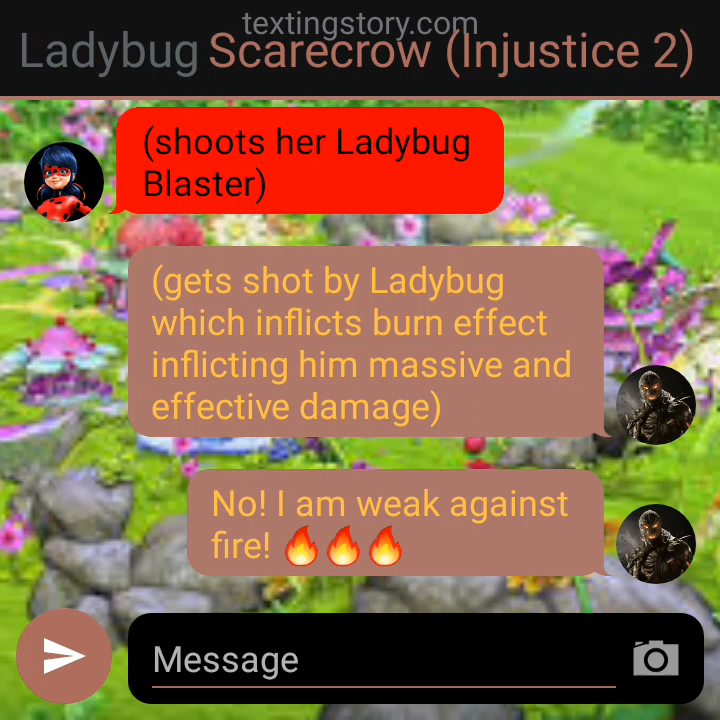 textingstory.com
Ladybug Scarecrow (Injustice 2)
(shoots her Ladybug
Blaster)
(gets shot by Ladybug
which inflicts burn effect
inflicting him massive and
effective damage)
No! I am weak against
fire! 🔥🔥🔥
Message